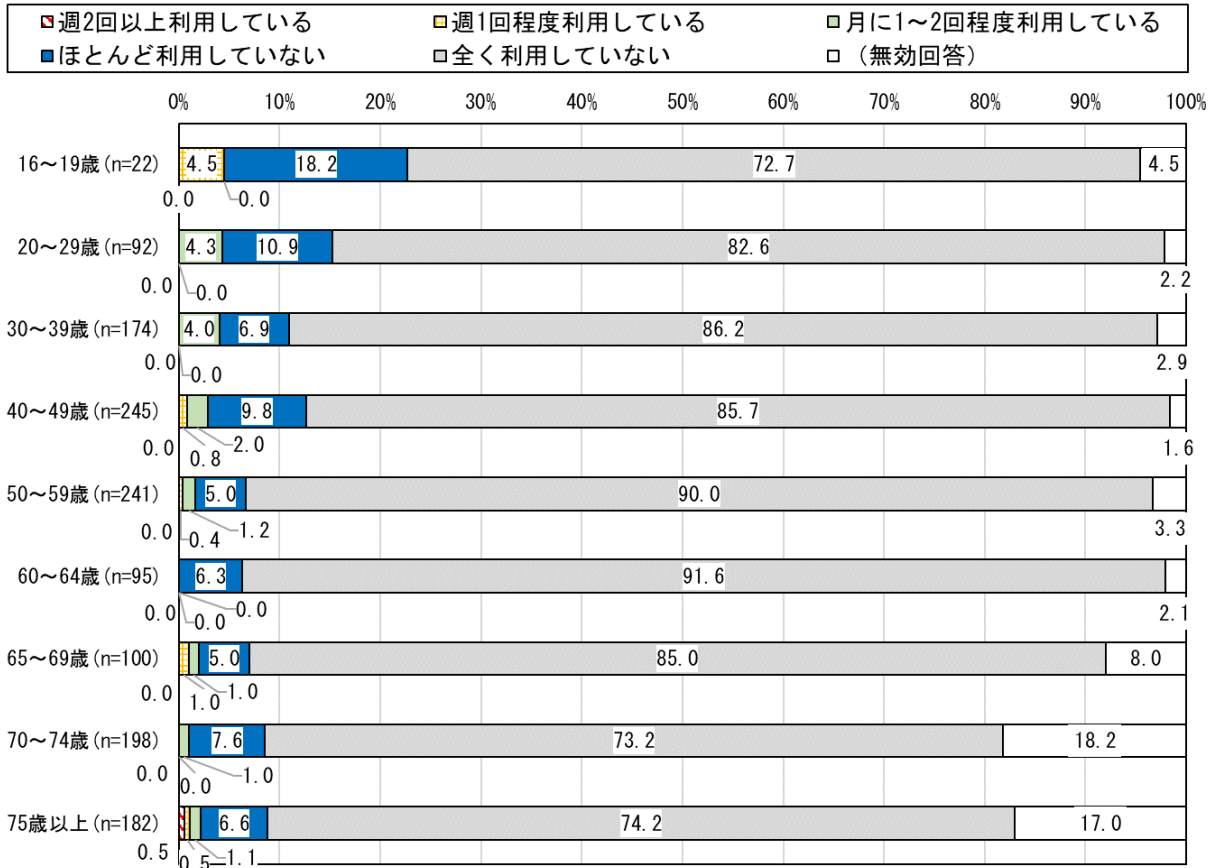 週2回以上利用している 週1回程度利用している 月に1～2回程度利用している
ほとんど利用していない 全く利用していない （無効回答）
0% 10% 20% 30% 40% 50% 60% 70% 80% 90% 100%
16～19歳(n=22) 4.5 18.2 72.7 4.5
0.0 0.0
20～29歳(n=92) 4.3 10.9 82.6
0.0 0.0 2.2
30～39歳(n=174) 4.0 6.9 86.2
0.0 0.0 2.9
40～49歳(n=245) 9.8 85.7
0.0 0.8 2.0 1.6
50～59歳(n=241) 5.0 90.0
0.0 0.4 1.2 3.3
60～64歳(n=95) 6.3 91.6
0.0 0.0 0.0 2.1
65～69歳(n=100) 5.0 85.0 8.0
0.0 1.0 1.0
70～74歳(n=198) 7.6 73.2 18.2
0.0 0.0 1.0
75歳以上(n=182) 6.6 74.2 17.0
0.5 0.5 1.1